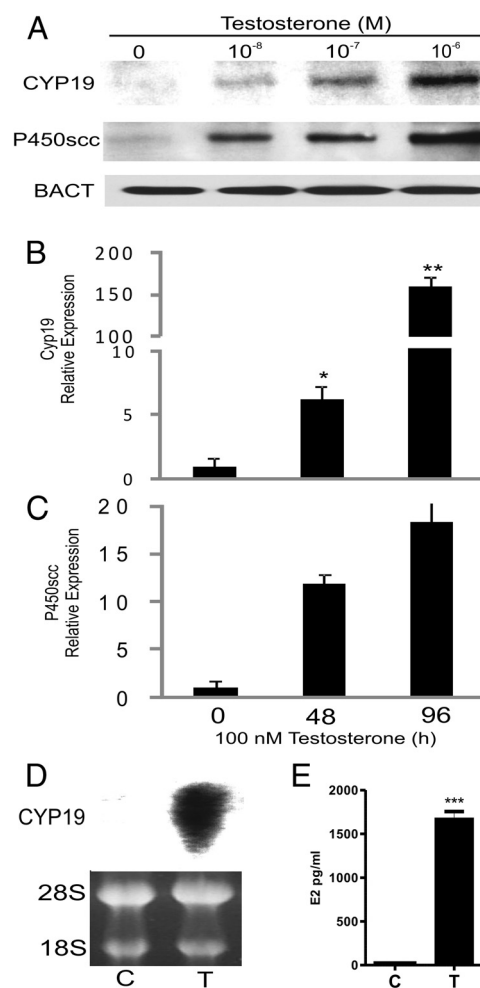 A
Testosterone (M)
0 10-8 10-7 10-6
CYP19
P450scc
BACT
B
Cyp19
Relative Expression
200
150
100
10
5
0
*
**
C
P450scc
Relative Expression
20
15
10
5
0
0 48 96
100 nM Testosterone (h)
D
CYP19
28S
18S
C T
E
E2 pg/ml
2000
1500
1000
500
0
***
C T